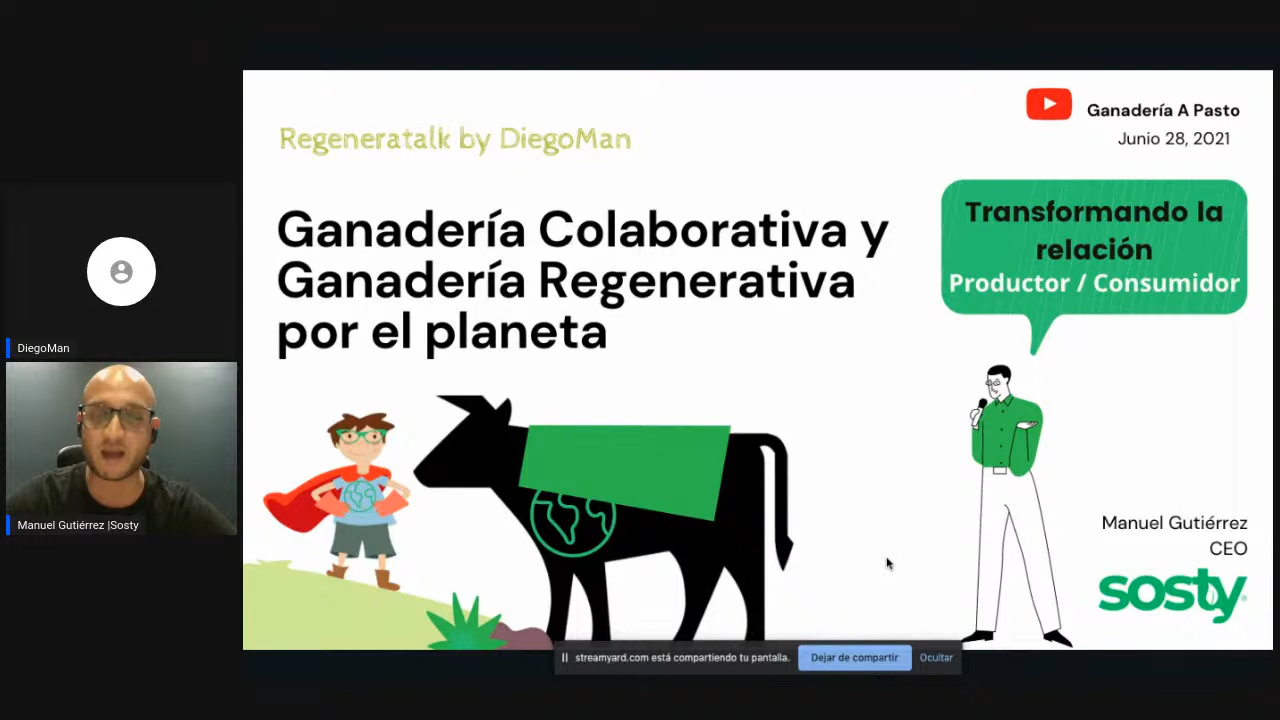 Regeneratalk by DiegoMan
Ganadería A Pasto
Junio 28, 2021
Ganadería Colaborativa y
Ganadería Regenerativa
por el planeta
Transformando la
relación
Productor / Consumidor
DiegoMan
Manuel Gutiérrez |Sosty
Manuel Gutiérrez
CEO
sosty
streamyard.com está compartiendo tu pantalla.
Dejar de compartir
Ocultar